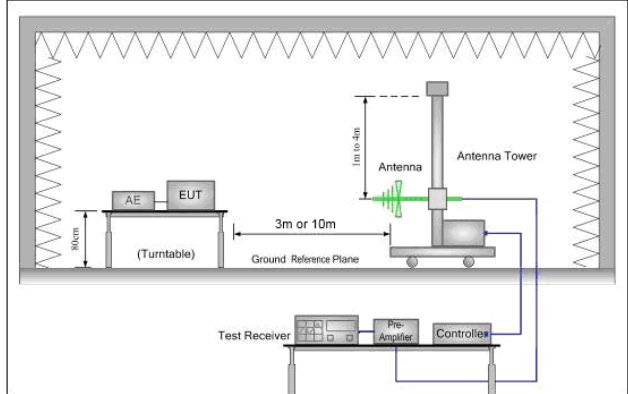 1m to 4m
Antenna
Antenna Tower
AE
EUT
80cm
(Turntable)
3m or 10m
Ground Reference Plane
Test Receiver
Pre-
Amplifier
Controller